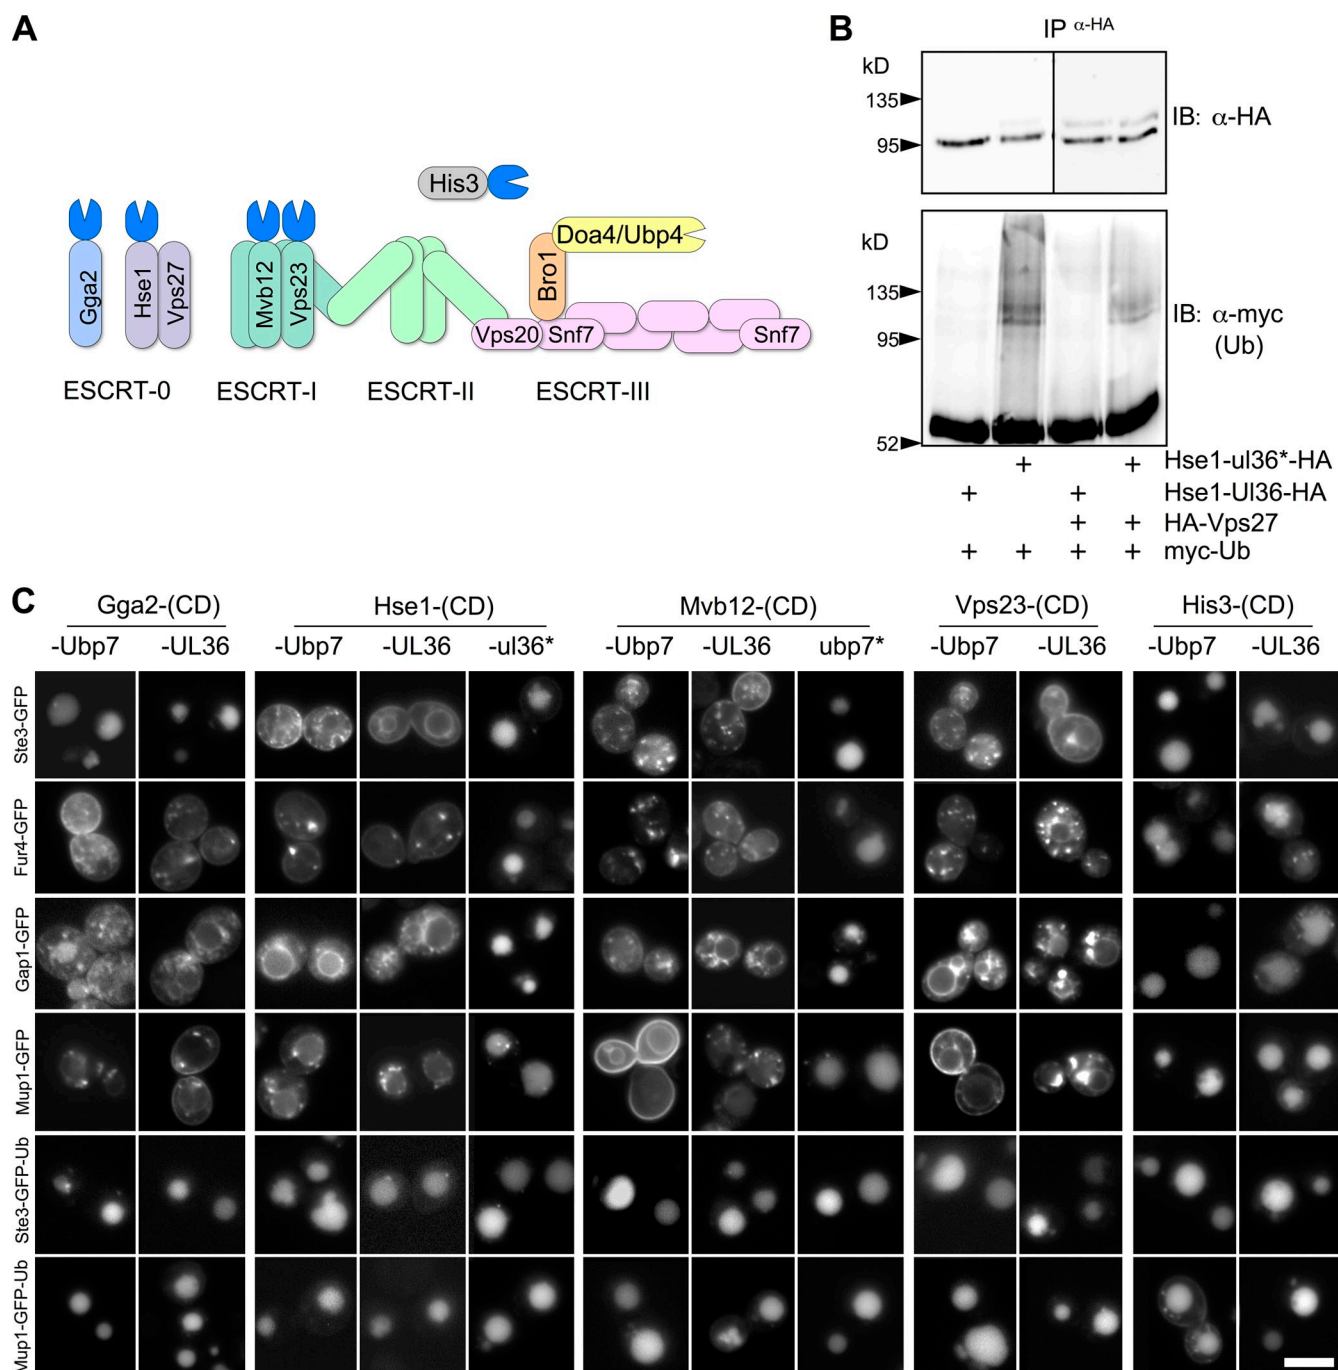 A
His3
Doa4/Ubp4
Gga2
Hse1
Vps27
Mvb12
Vps23
Bro1
Vps20
Snf7
Snf7
ESCRT-0
ESCRT-I
ESCRT-II
ESCRT-III
B
IP α-HA
kD
135
95
IB: α-HA
kD
135
95
52
IB: α-myc
(Ub)
+ + Hse1-ul36*-HA
+ + Hse1-Ul36-HA
+ + HA-Vps27
+ + + + myc-Ub
C
Gga2-(CD) Hse1-(CD) Mvb12-(CD) Vps23-(CD) His3-(CD)
-Ubp7 -UL36 -Ubp7 -UL36 -ul36* -Ubp7 -UL36 ubp7* -Ubp7 -UL36 -Ubp7 -UL36
Ste3-GFP
Fur4-GFP
Gap1-GFP
Mup1-GFP
Ste3-GFP-Ub
Mup1-GFP-Ub